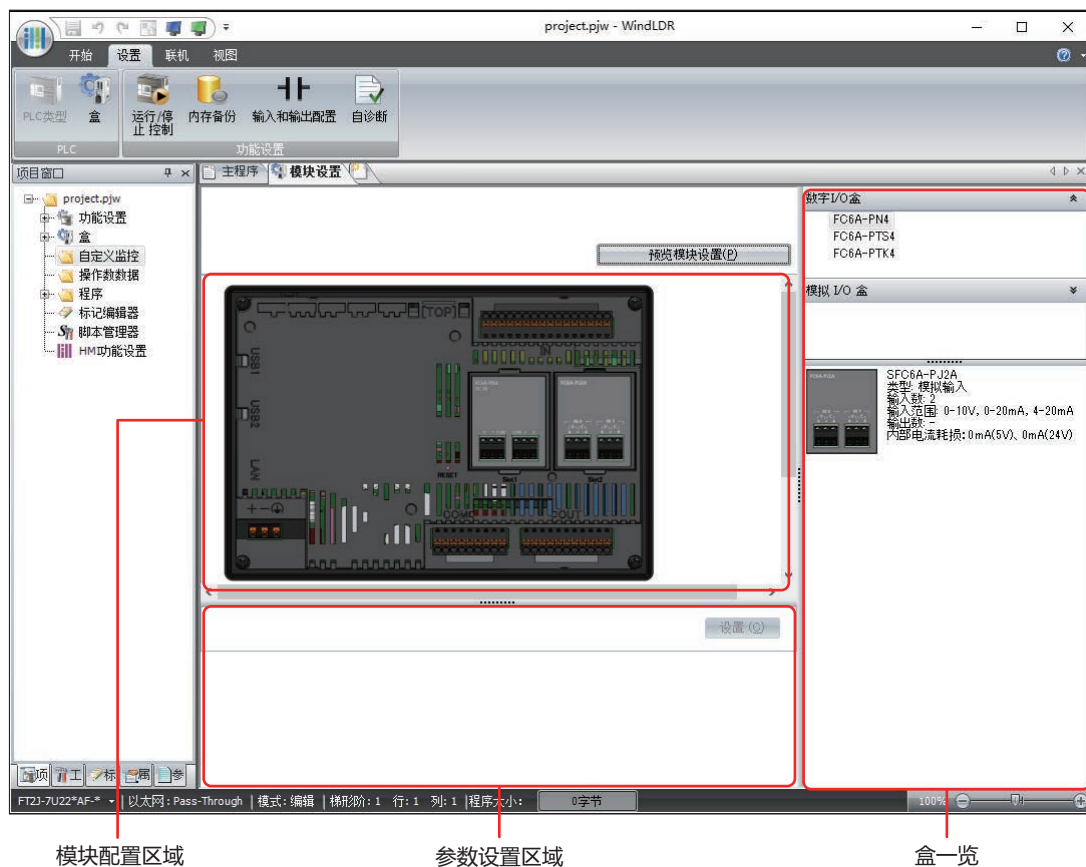 project.pjw - WindLDR
开始 设置 联机 视图
PLC类型 盒 运行/停止 控制 内存备份 输入和输出配置 自诊断
PLC 功能设置
项目窗口
主程序 模块设置
project.pjw
功能设置
盒
自定义监控
操作数数据
程序
标记编辑器
脚本管理器
HMI功能设置
预览模块设置(P)
[TOP]
USB1
IN
USB2
LAN
RESET
Slot1 Slot2
COM2 OUT
设置(O)
数字I/O盒
FC6A-PN4
FC6A-PTS4
FC6A-PTK4
模拟 I/O 盒
SFC6A-PJ2A
类型: 模拟输入
输入数: 2
输入范围: 0-10V, 0-20mA, 4-20mA
输出数: -
内部电流耗损: 0mA(5V)、0mA(24V)
项 工 标 属 参
FT2J-7U22*AF-* 以太网: Pass-Through 模式: 编辑 梯形阶: 1 行: 1 列: 1 程序大小: 0字节 100%
模块配置区域 参数设置区域 盒一览